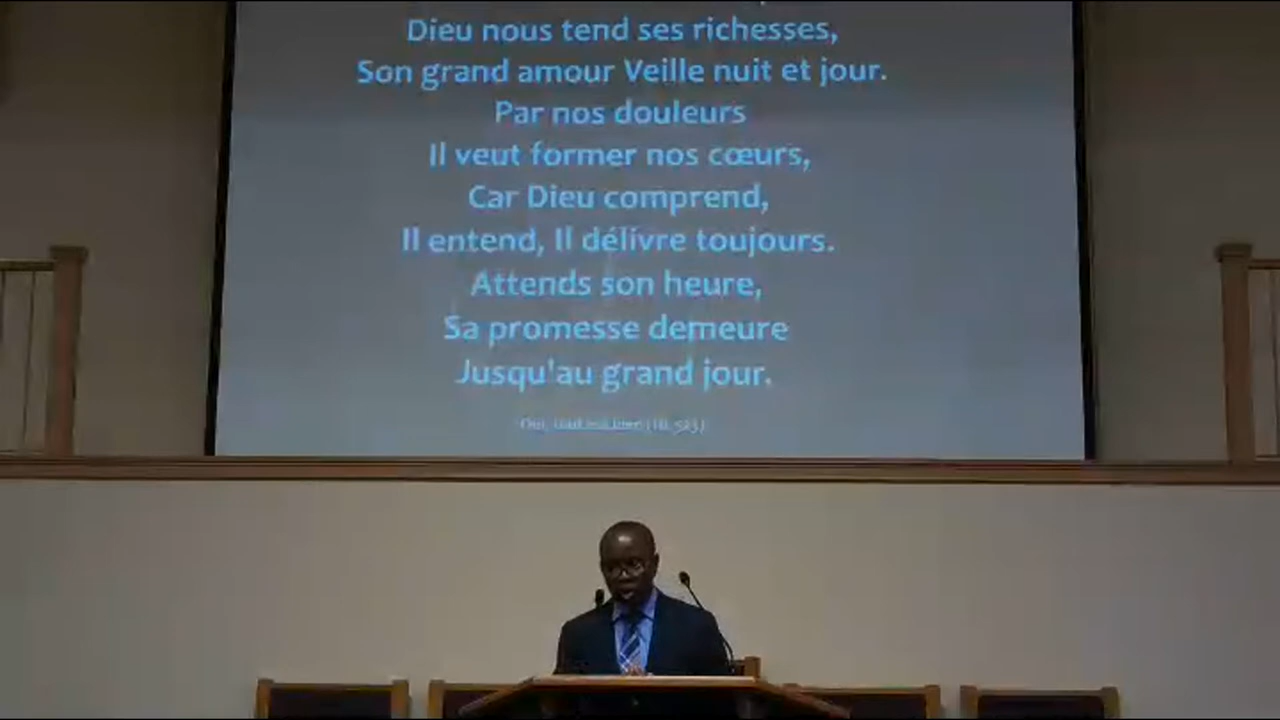 Dieu nous tend ses richesses,
Son grand amour Veille nuit et jour.
Par nos douleurs
Il veut former nos cœurs,
Car Dieu comprend,
Il entend, Il délivre toujours.
Attends son heure,
Sa promesse demeure
Jusqu'au grand jour.